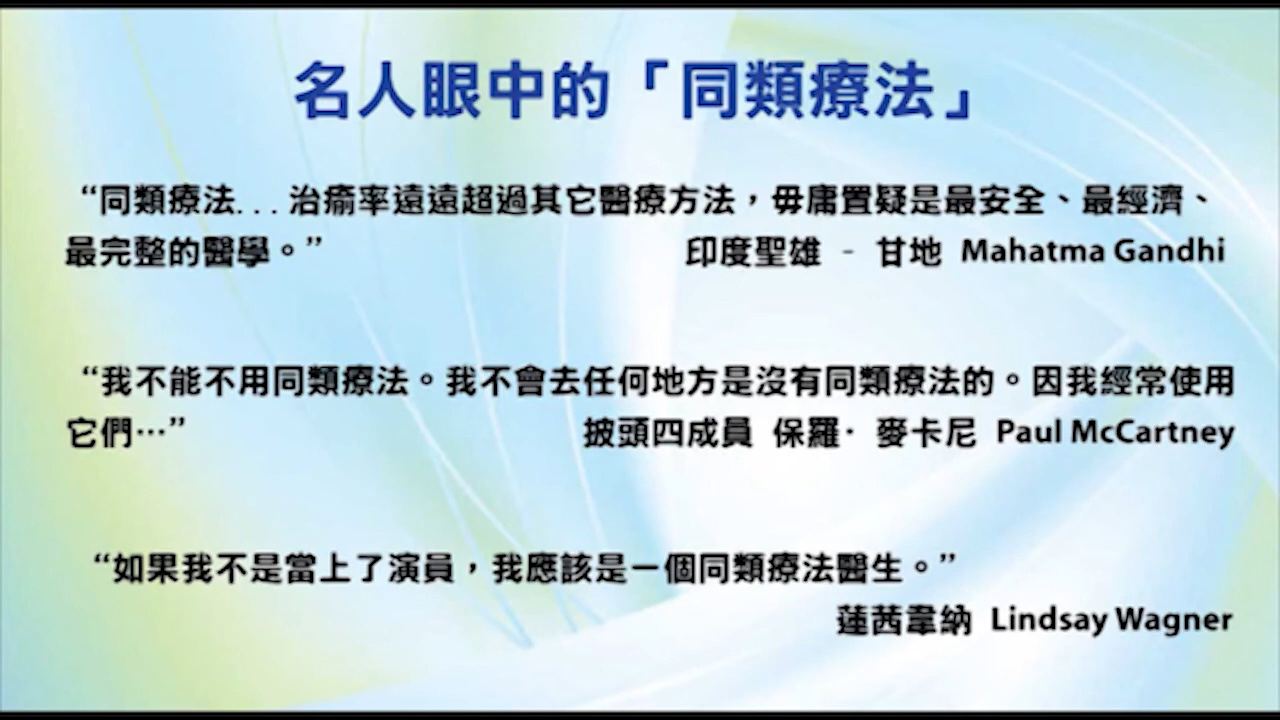 名人眼中的「同類療法」
“同類療法...治瘉率遠遠超過其它醫療方法，毋庸置疑是最安全、最經濟、
最完整的醫學。” 印度聖雄 - 甘地 Mahatma Gandhi
“我不能不用同類療法。我不會去任何地方是沒有同類療法的。因我經常使用
它們…” 披頭四成員 保羅· 麥卡尼 Paul McCartney
“如果我不是當上了演員，我應該是一個同類療法醫生。”
蓮茜韋納 Lindsay Wagner